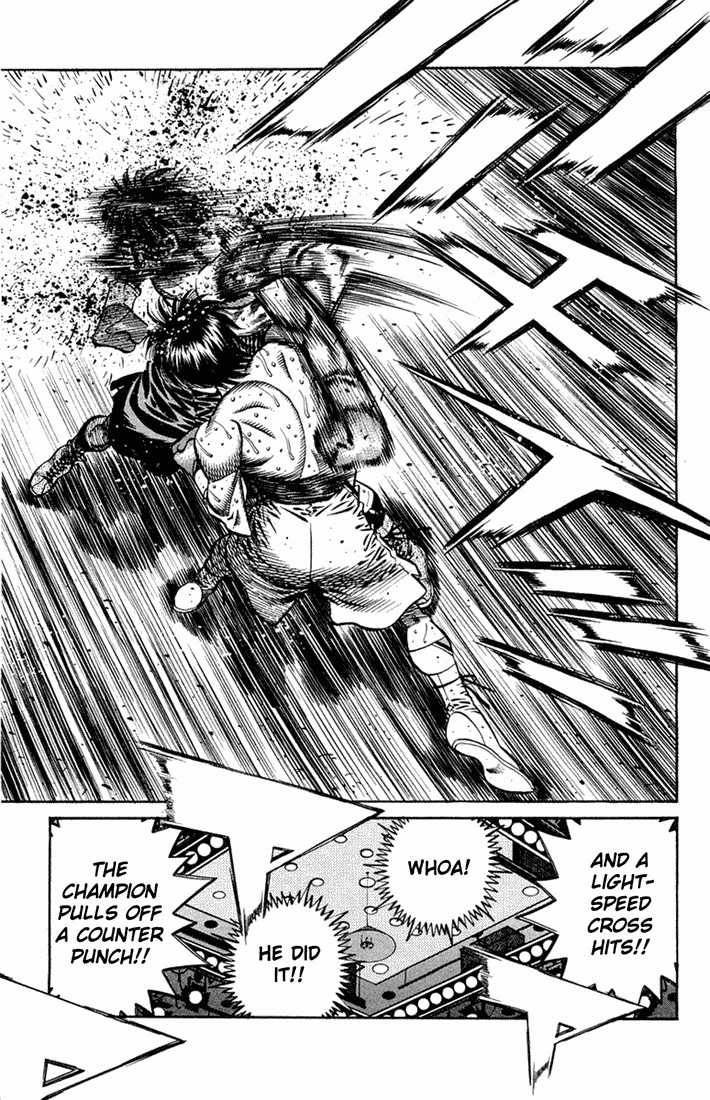 AND A
LIGHT-
SPEED
CROSS
HITS!!
WHOA!
HE DID
IT!!
THE
CHAMPION
PULLS OFF
A COUNTER
PUNCH!!